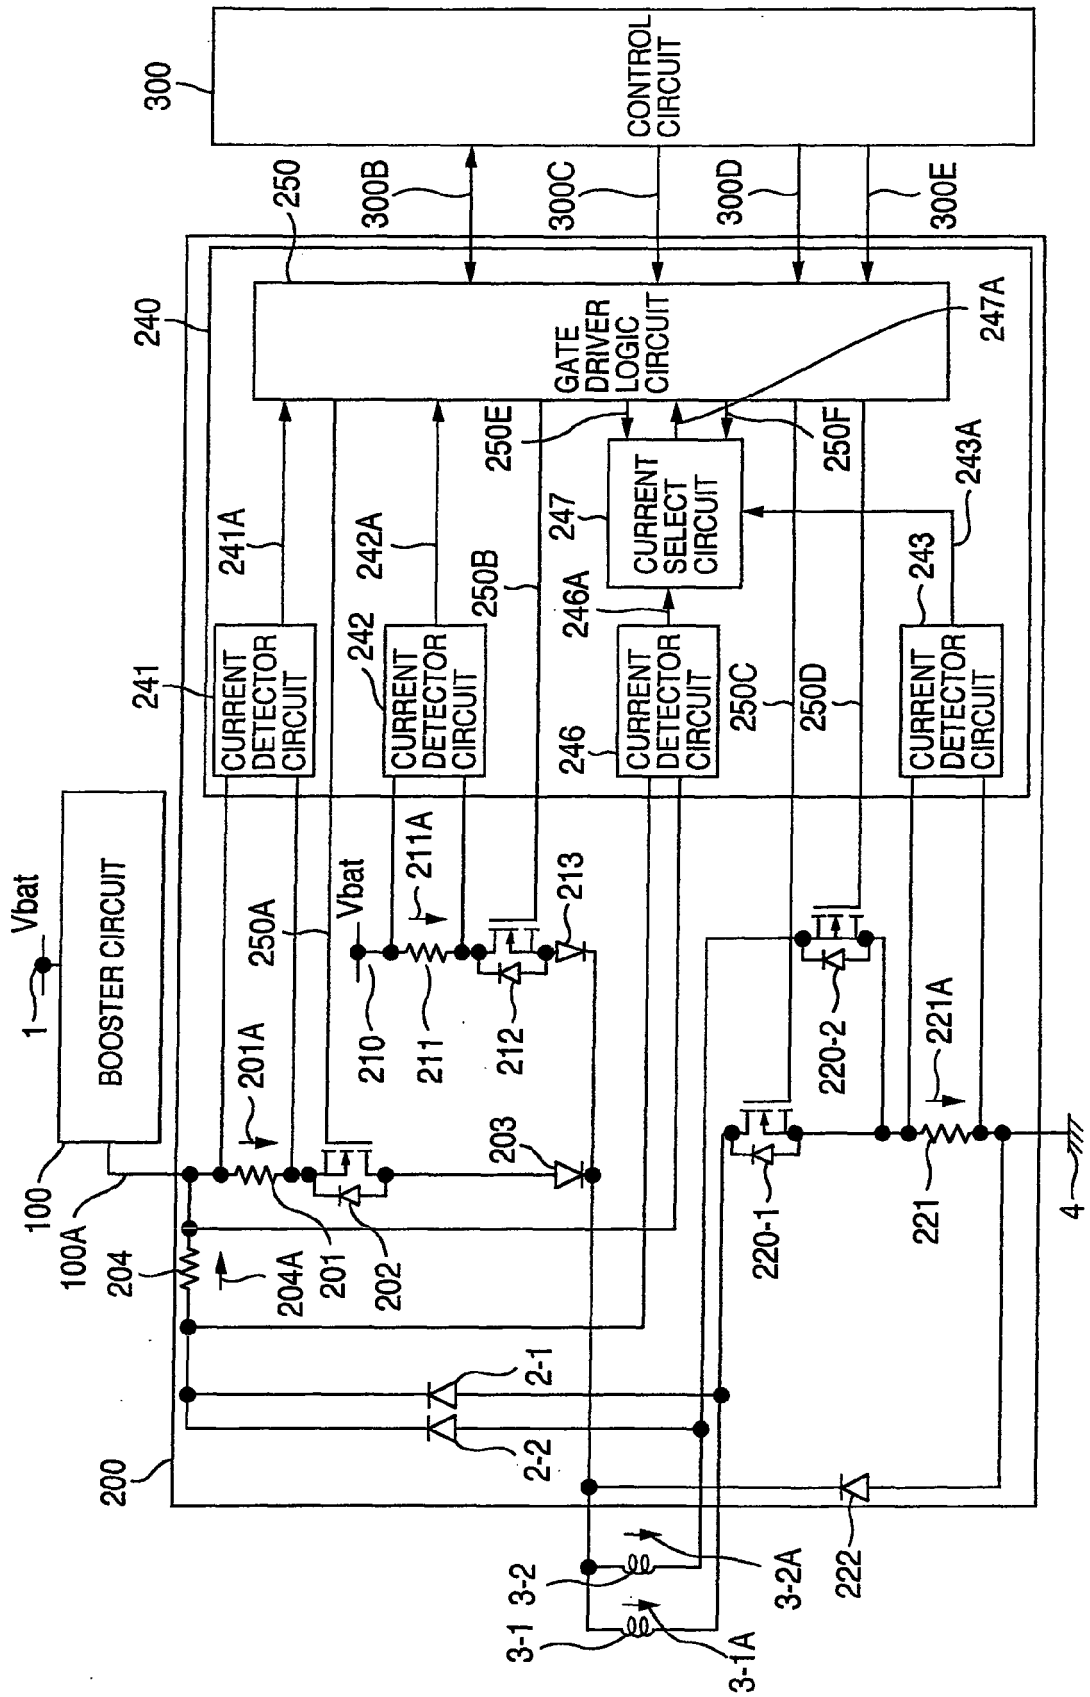 Vbat
1
BOOSTER CIRCUIT
100
100A
204
204A
201A
201
202
203
250A
Vbat
210
211A
211
212
213
241
CURRENT
DETECTOR
CIRCUIT
241A
242
CURRENT
DETECTOR
CIRCUIT
242A
250B
246
CURRENT
DETECTOR
CIRCUIT
246A
247
CURRENT
SELECT
CIRCUIT
250E
247A
250F
250C
250D
243
CURRENT
DETECTOR
CIRCUIT
243A
240
250
GATE
DRIVER
LOGIC
CIRCUIT
300
CONTROL
CIRCUIT
300B
300C
300D
300E
200
2-1
2-2
220-1
220-2
221A
221
4
222
3-1
3-2
3-1A
3-2A